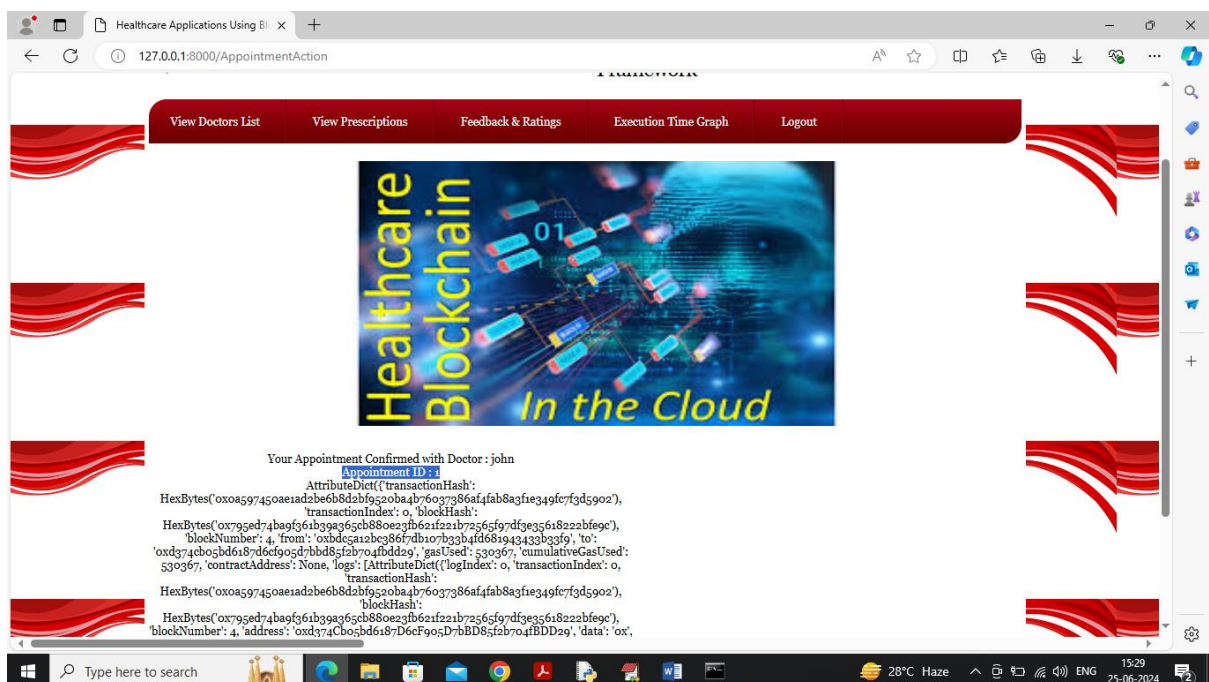 Healthcare Applications Using Bl
127.0.0.1:8000/AppointmentAction
Framework
View Doctors List View Prescriptions Feedback & Ratings Execution Time Graph Logout
Healthcare
Blockchain
01
In the Cloud
Your Appointment Confirmed with Doctor : john
Appointment ID : 1
AttributeDict({'transactionHash':
HexBytes('0x0a597450ae1ad2be6b8d2bf9520ba4b76037386af4fab8a3f1e349fc7f3d5902'),
'transactionIndex': 0, 'blockHash':
HexBytes('0x795ed74ba9f361b39a365cb880e23fb621f221b72565f97df3e35618222bfe9c'),
'blockNumber': 4, 'from': '0xbdc5a12bc386f7db107b33b4fd681943433b33f9', 'to':
'0xd374cb05bd6187d6cf905d7bbd85f2b704fbdd29', 'gasUsed': 530367, 'cumulativeGasUsed':
530367, 'contractAddress': None, 'logs': [AttributeDict({'logIndex': 0, 'transactionIndex': 0,
'transactionHash':
HexBytes('0x0a597450ae1ad2be6b8d2bf9520ba4b76037386af4fab8a3f1e349fc7f3d5902'),
'blockHash':
HexBytes('0x795ed74ba9f361b39a365cb880e23fb621f221b72565f97df3e35618222bfe9c'),
'blockNumber': 4, 'address': '0xd374Cb05bd6187D6cF905D7bBD85f2b704fBDD29', 'data': '0x',
Type here to search
28°C Haze
ENG
15:29
25-06-2024
2